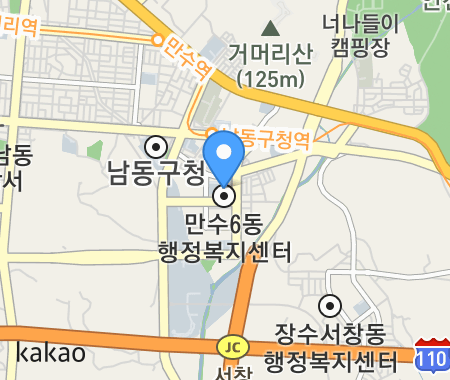 너나들이
캠핑장
리역
만수역
거머리산
(125m)
남동구청역
남동
서
남동구청
만수6동
행정복지센터
장수서창동
행정복지센터
JC
서창
110
kakao